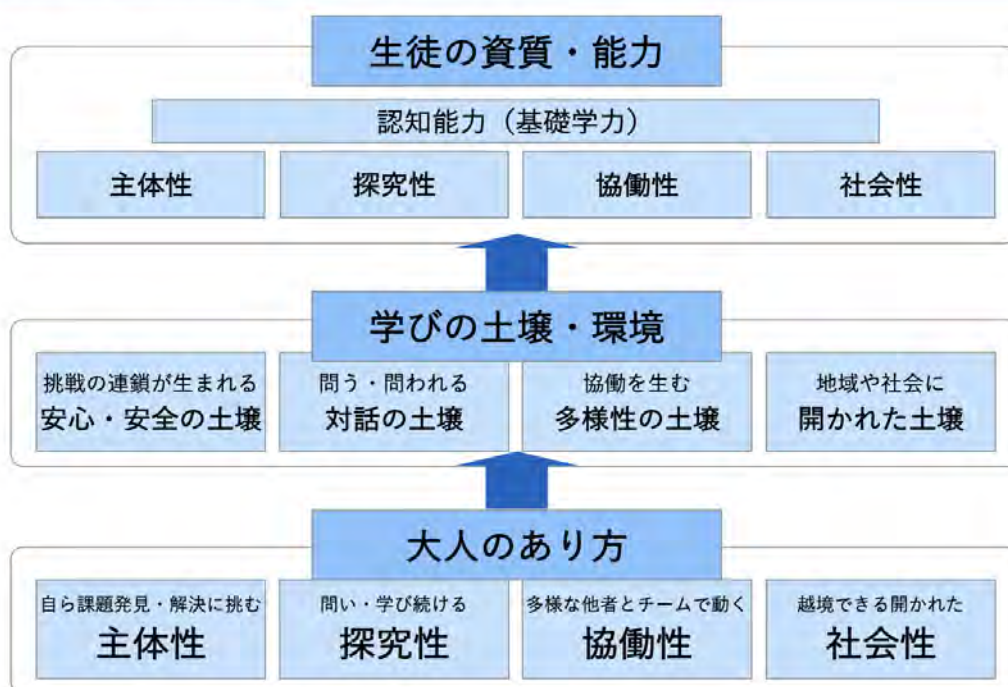 生徒の資質・能力
認知能力（基礎学力）
主体性
探究性
協働性
社会性
学びの土壌・環境
挑戦の連鎖が生まれる
安心・安全の土壌
問う・問われる
対話の土壌
協働を生む
多様性の土壌
地域や社会に
開かれた土壌
大人のあり方
自ら課題発見・解決に挑む
主体性
問い・学び続ける
探究性
多様な他者とチームで動く
協働性
越境できる開かれた
社会性